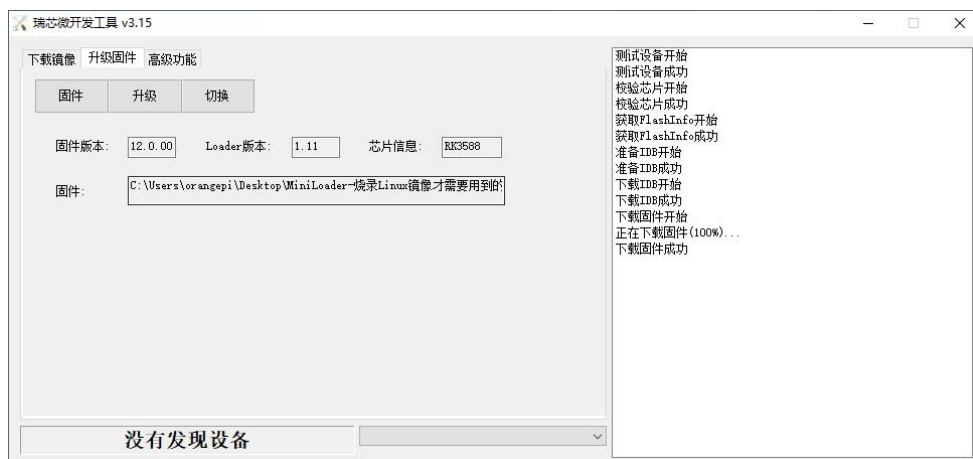 瑞芯微开发工具 v3.15
下载镜像 升级固件 高级功能
固件 升级 切换
固件版本: 12.0.00 Loader版本: 1.11 芯片信息: RK3588
固件: C:\Users\orangepi\Desktop\MiniLoader-烧录Linux镜像才需要用到的
没有发现设备
测试设备开始
测试设备成功
校验芯片开始
校验芯片成功
获取FlashInfo开始
获取FlashInfo成功
准备IDB开始
准备IDB成功
下载IDB开始
下载IDB成功
下载固件开始
正在下载固件(100%)...
下载固件成功